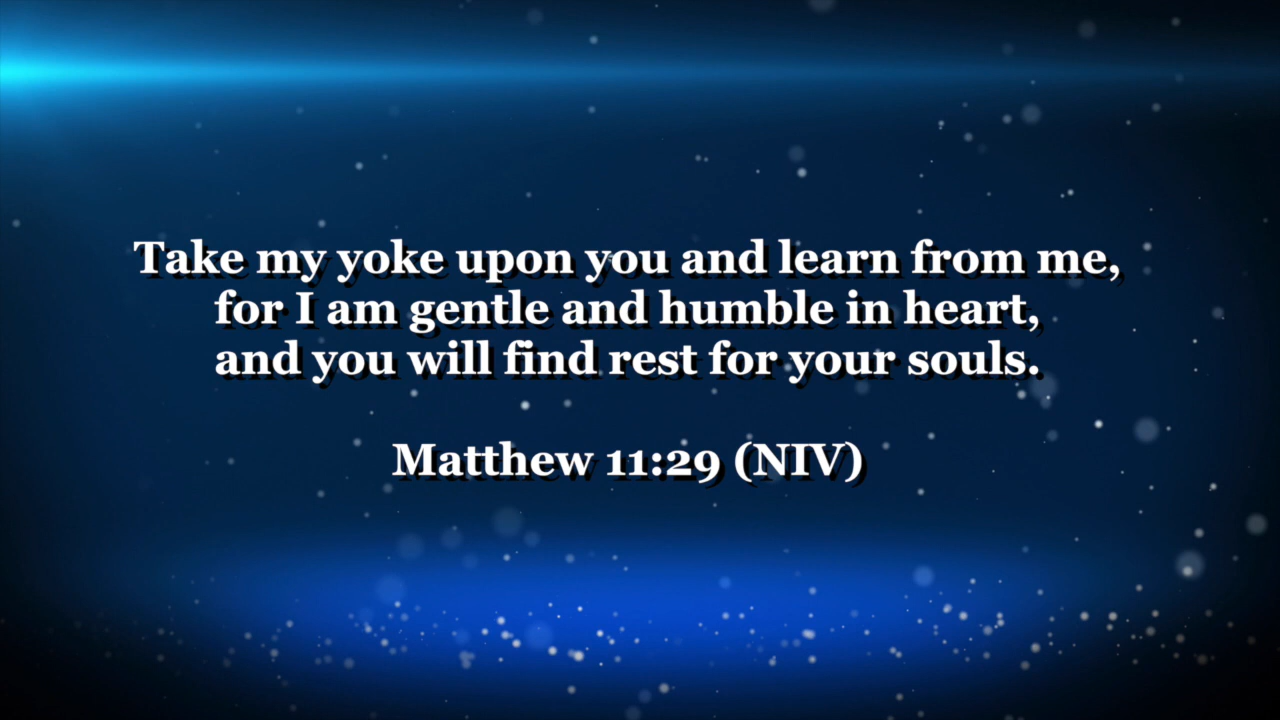 Take my yoke upon you and learn from me,
for I am gentle and humble in heart,
and you will find rest for your souls.
Matthew 11:29 (NIV)